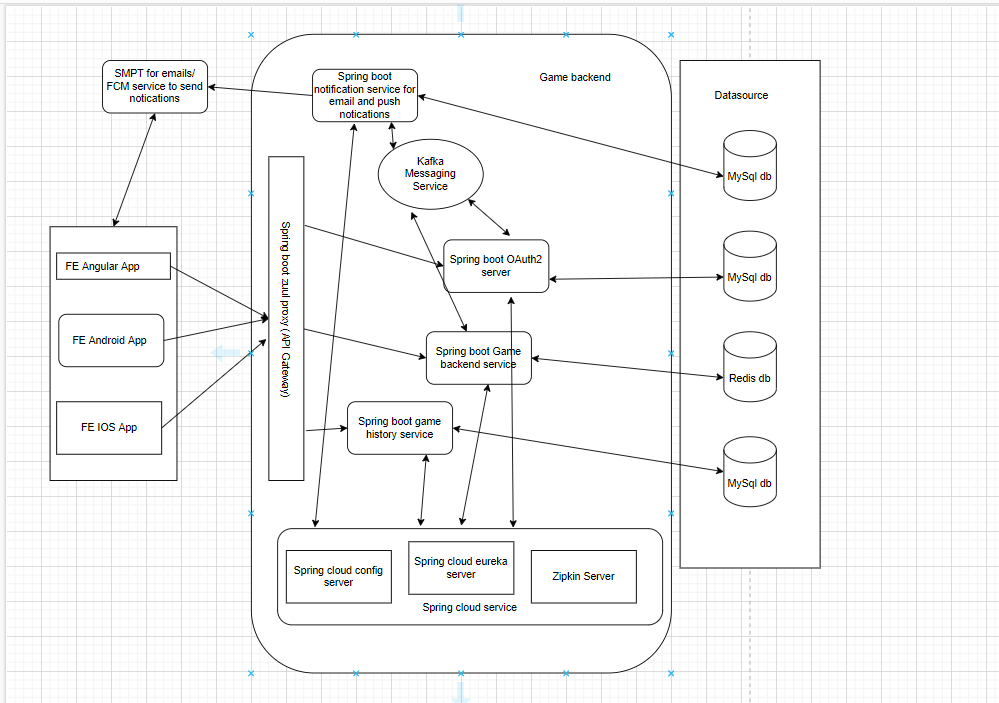 SMPT for emails/
FCM service to send
notications
Spring boot
notification service for
email and push
notications
Game backend
Datasource
Kafka
Messaging
Service
MySql db
Spring boot zuul proxy (API Gateway)
FE Angular App
Spring boot OAuth2
server
MySql db
FE Android App
Spring boot Game
backend service
Redis db
FE IOS App
Spring boot game
history service
MySql db
Spring cloud config
server
Spring cloud eureka
server
Zipkin Server
Spring cloud service